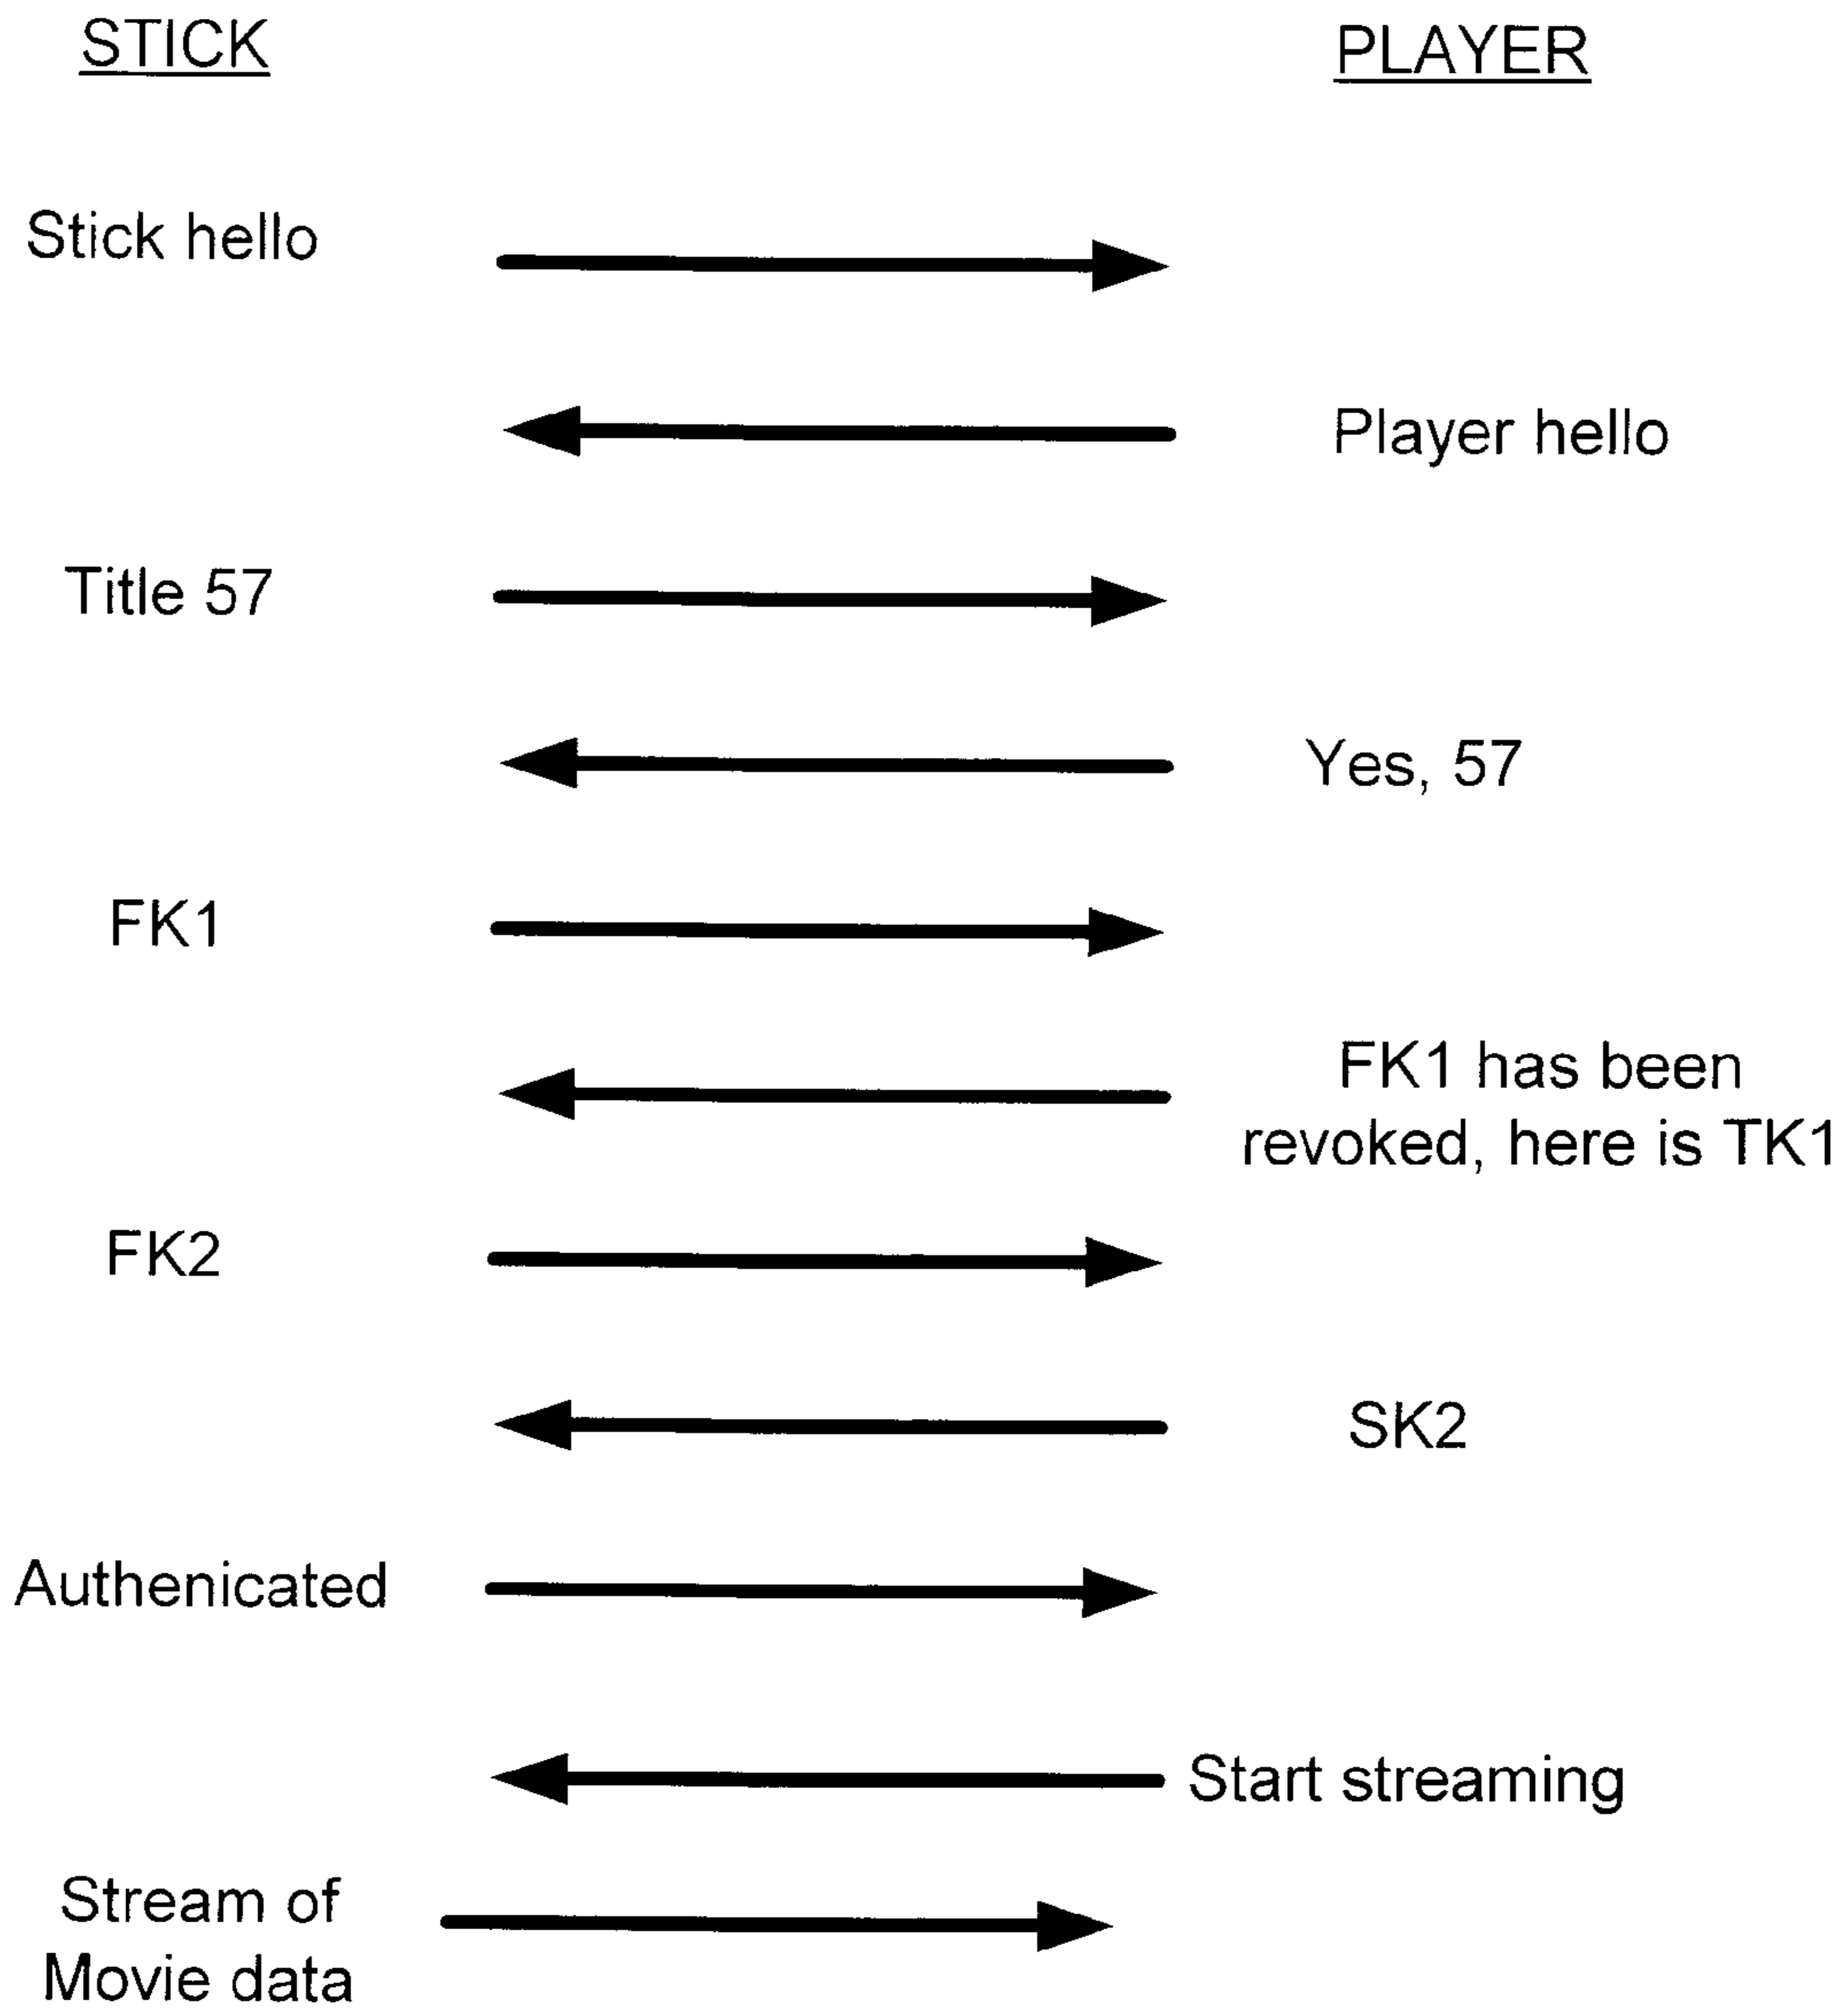 STICK
PLAYER
Stick hello
Player hello
Title 57
Yes, 57
FK1
FK1 has been
revoked, here is TK1
FK2
SK2
Authenicated
Start streaming
Stream of
Movie data